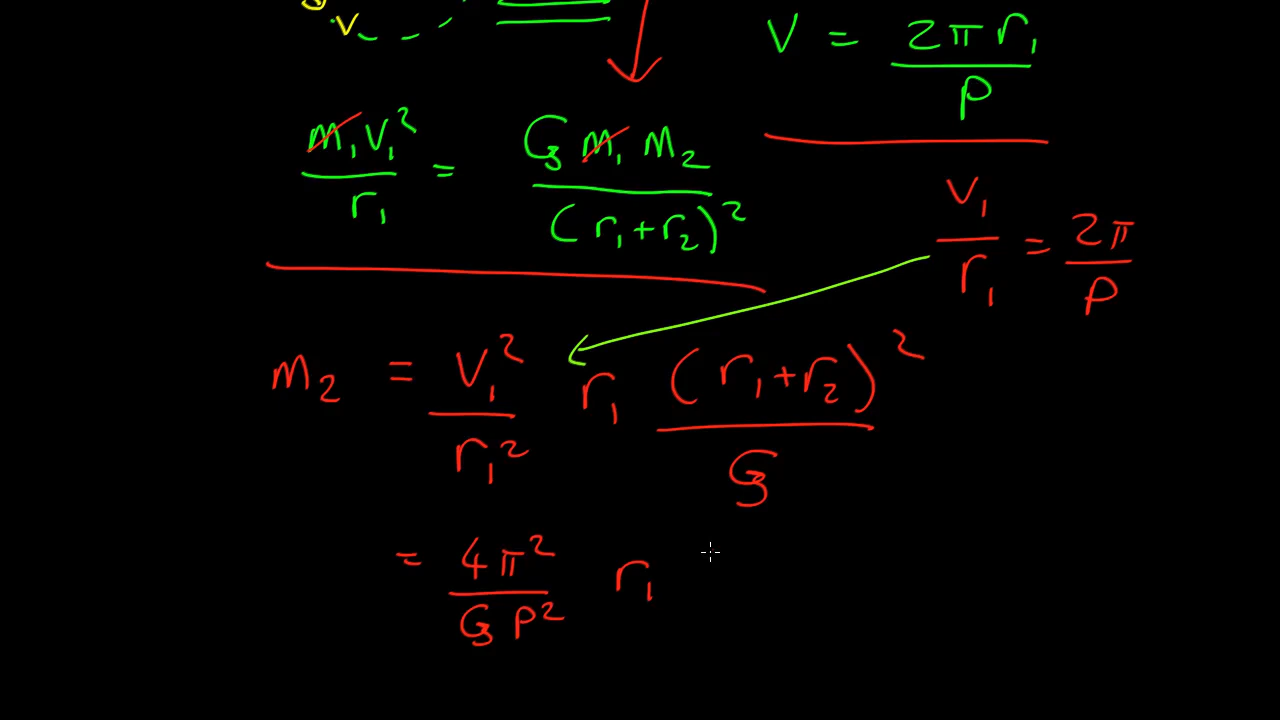 v
V = 2πr₁ / P
m₁v₁² / r₁ = G m₁ m₂ / (r₁+r₂)²
v₁ / r₁ = 2π / P
m₂ = v₁² / r₁² r₁ (r₁+r₂)² / G
= 4π² / G P² r₁